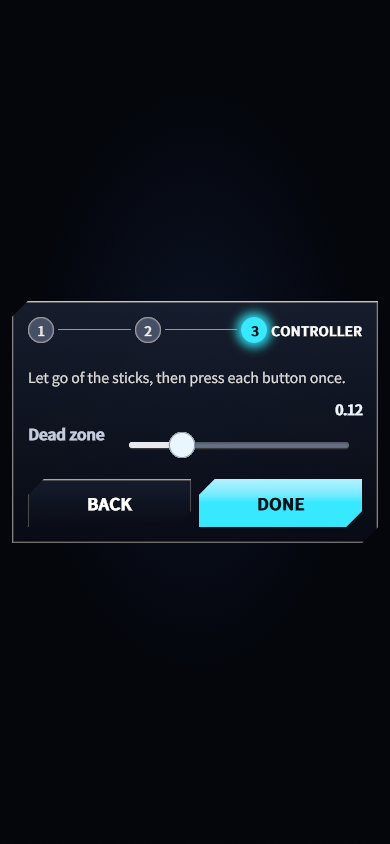 1 2 3 CONTROLLER
Let go of the sticks, then press each button once.
0.12
Dead zone
BACK DONE